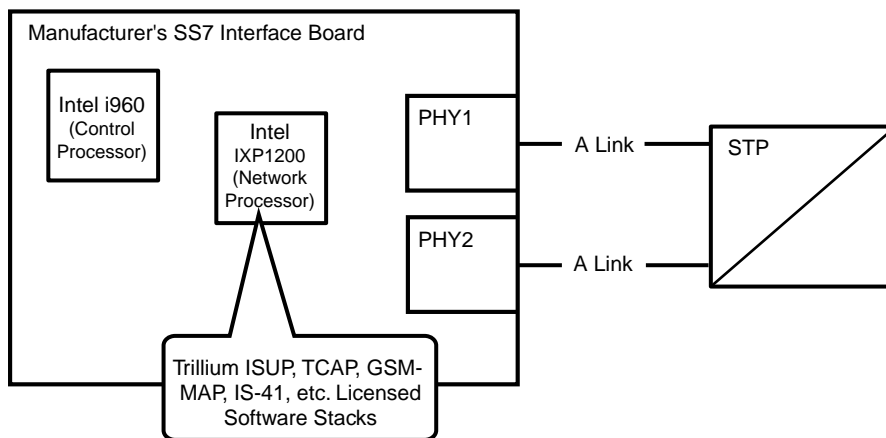 Manufacturer's SS7 Interface Board
Intel i960
(Control
Processor)
Intel
IXP1200
(Network
Processor)
PHY1
A Link
STP
PHY2
A Link
Trillium ISUP, TCAP, GSM-
MAP, IS-41, etc. Licensed
Software Stacks